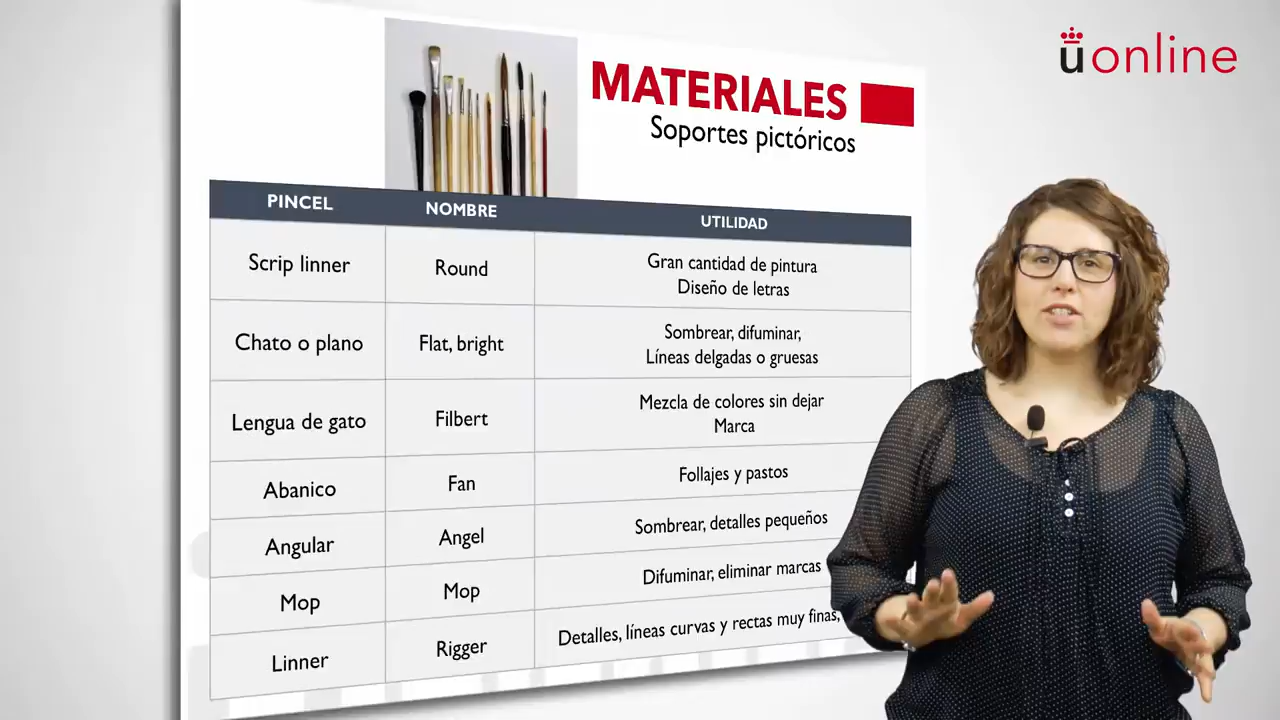 ūonline
MATERIALES
Soportes pictóricos
PINCEL NOMBRE UTILIDAD
Scrip linner Round Gran cantidad de pintura
Diseño de letras
Chato o plano Flat, bright Sombrear, difuminar,
Líneas delgadas o gruesas
Lengua de gato Filbert Mezcla de colores sin dejar
Marca
Abanico Fan Follajes y pastos
Angular Angel Sombrear, detalles pequeños
Mop Mop Difuminar, eliminar marcas
Linner Rigger Detalles, líneas curvas y rectas muy finas,